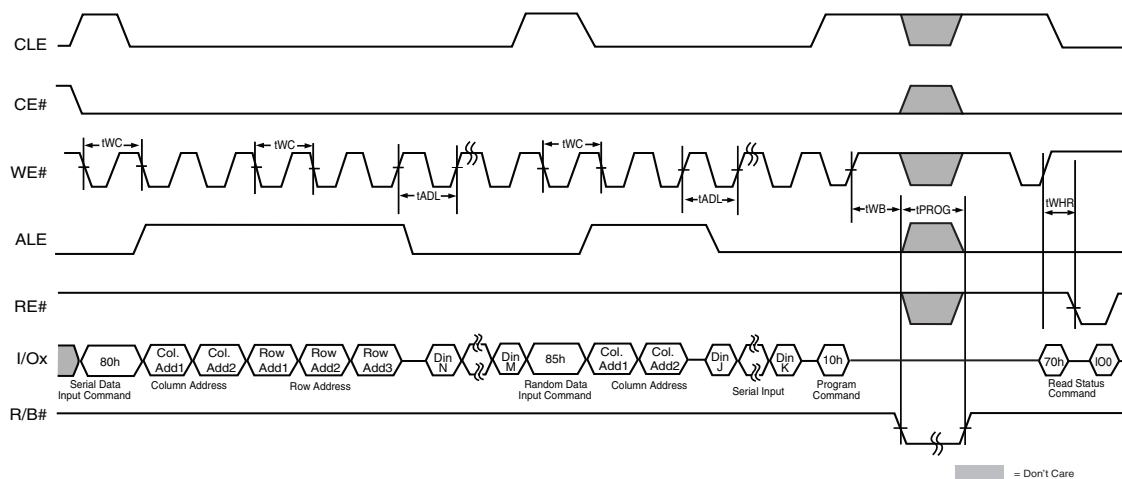 CLE
CE#
tWC
tWC
tWC
WE#
tADL
tADL
tWB
tPROG
tWHR
ALE
RE#
I/Ox
80h
Col. Add1
Col. Add2
Row Add1
Row Add2
Row Add3
Din N
Din M
85h
Col. Add1
Col. Add2
Din J
Din K
10h
70h
IO0
Serial Data
Input Command
Column Address
Row Address
Random Data
Input Command
Column Address
Serial Input
Program
Command
Read Status
Command
R/B#
= Don't Care